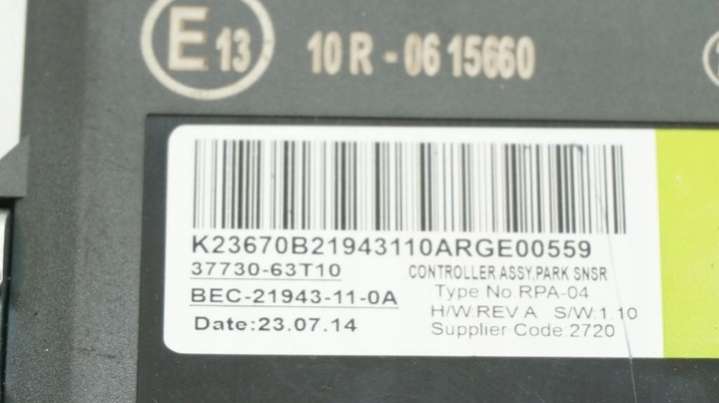 E 13 10 R - 06 15660
K23670B21943110ARGE00559
37730-63T10 CONTROLLER ASSY,PARK SNSR
BEC-21943-11-0A Type No.RPA-04
H/W.REV A S/W.1.10
Date:23.07.14 Supplier Code:2720